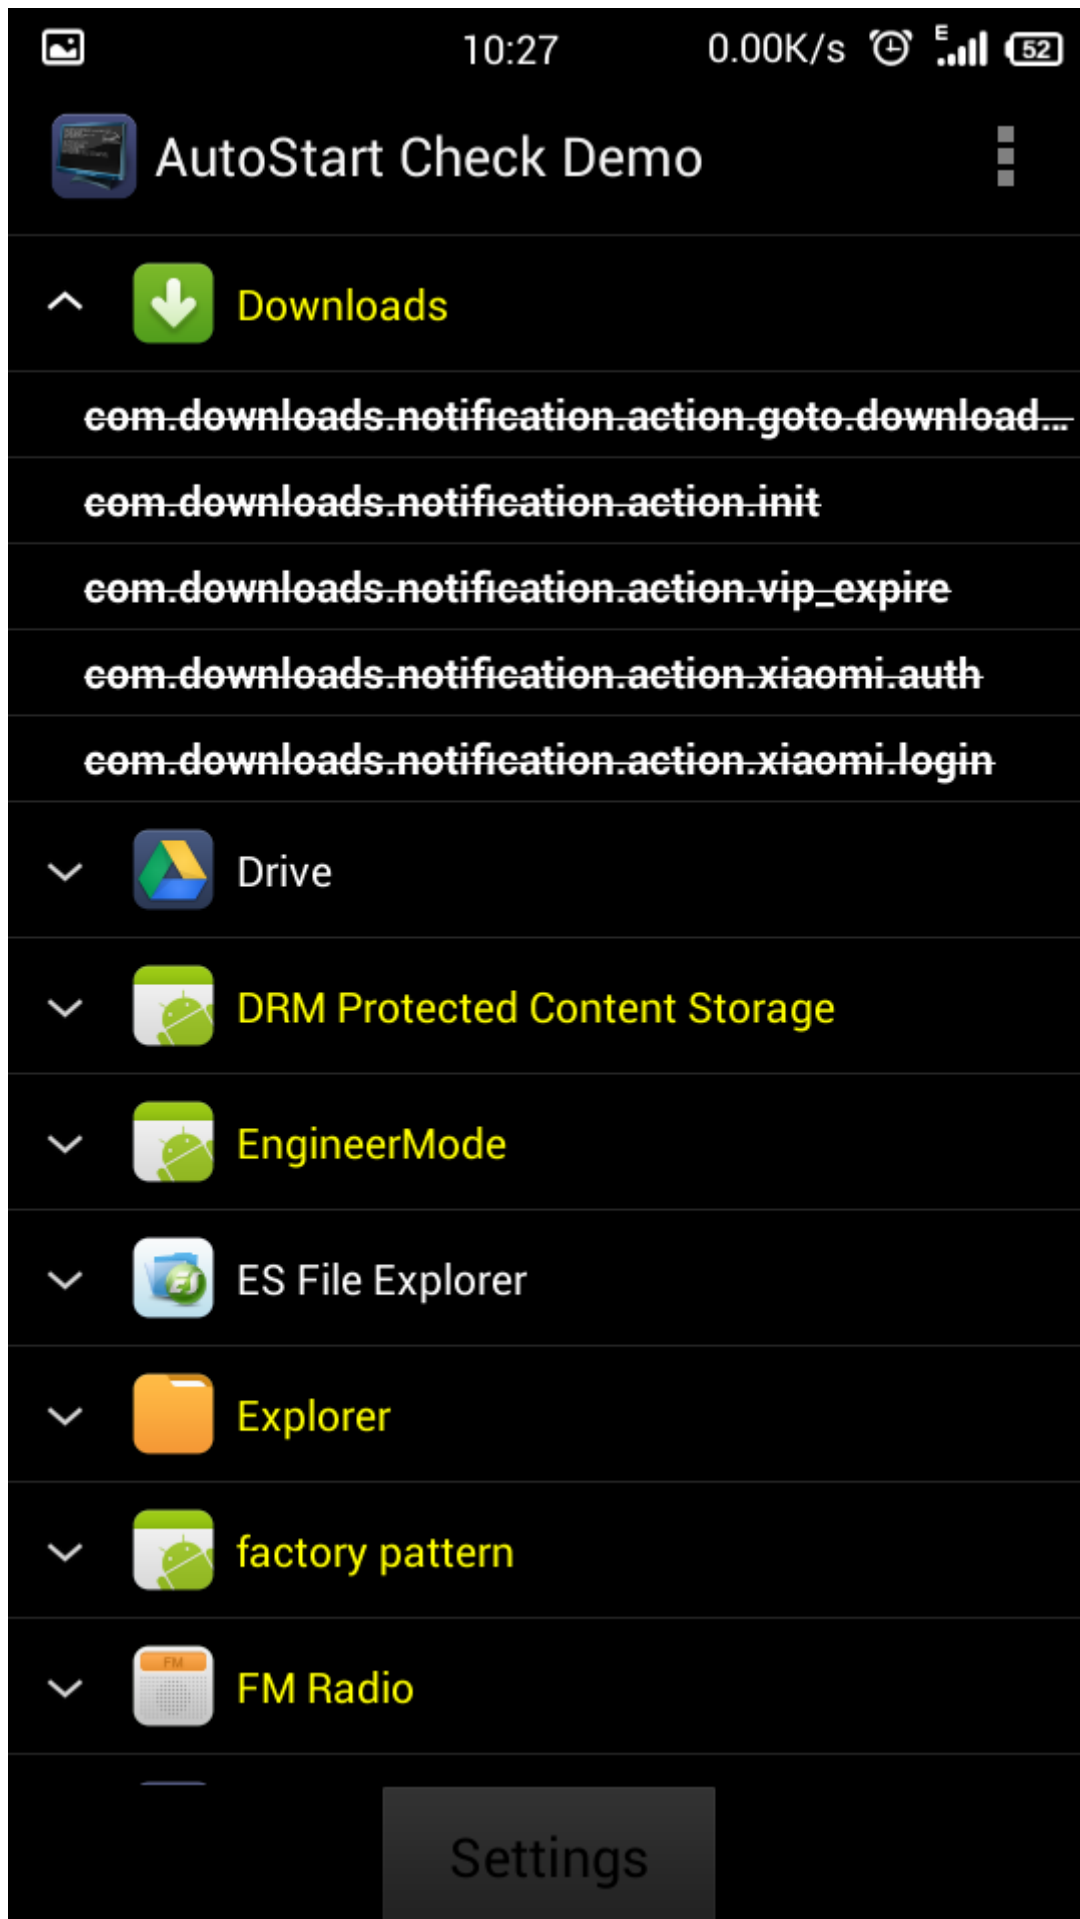 10:27 0.00K/s E 52
AutoStart Check Demo
Downloads
com.downloads.notification.action.goto.download...
com.downloads.notification.action.init
com.downloads.notification.action.vip_expire
com.downloads.notification.action.xiaomi.auth
com.downloads.notification.action.xiaomi.login
Drive
DRM Protected Content Storage
EngineerMode
ES File Explorer
Explorer
factory pattern
FM Radio
Settings